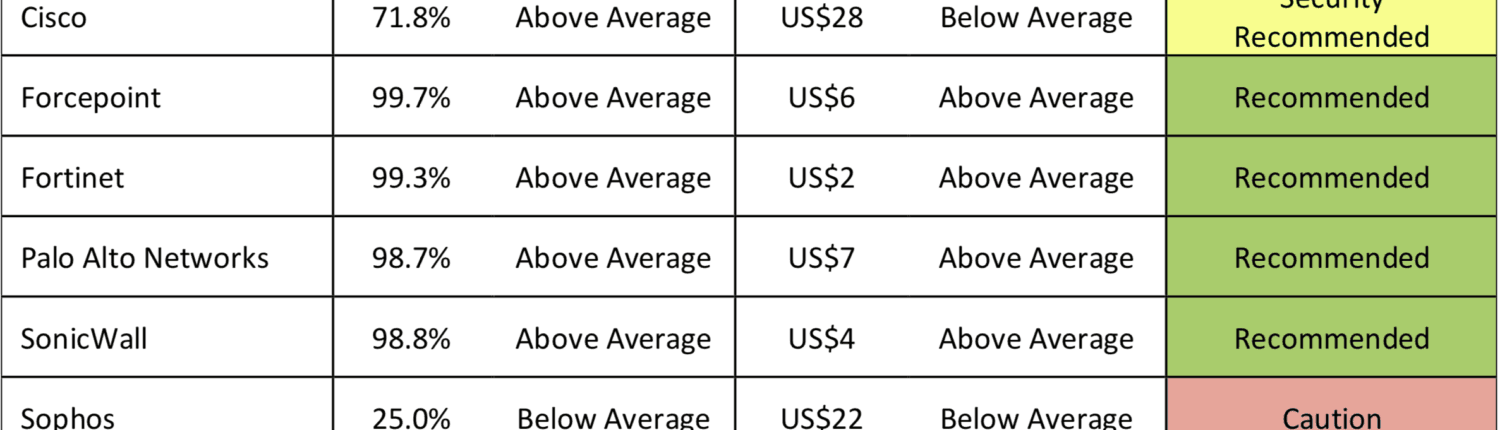 Cisco 71.8% Above Average US$28 Below Average Security
Recommended
Forcepoint 99.7% Above Average US$6 Above Average Recommended
Fortinet 99.3% Above Average US$2 Above Average Recommended
Palo Alto Networks 98.7% Above Average US$7 Above Average Recommended
SonicWall 98.8% Above Average US$4 Above Average Recommended
Sophos 25.0% Below Average US$22 Below Average Caution